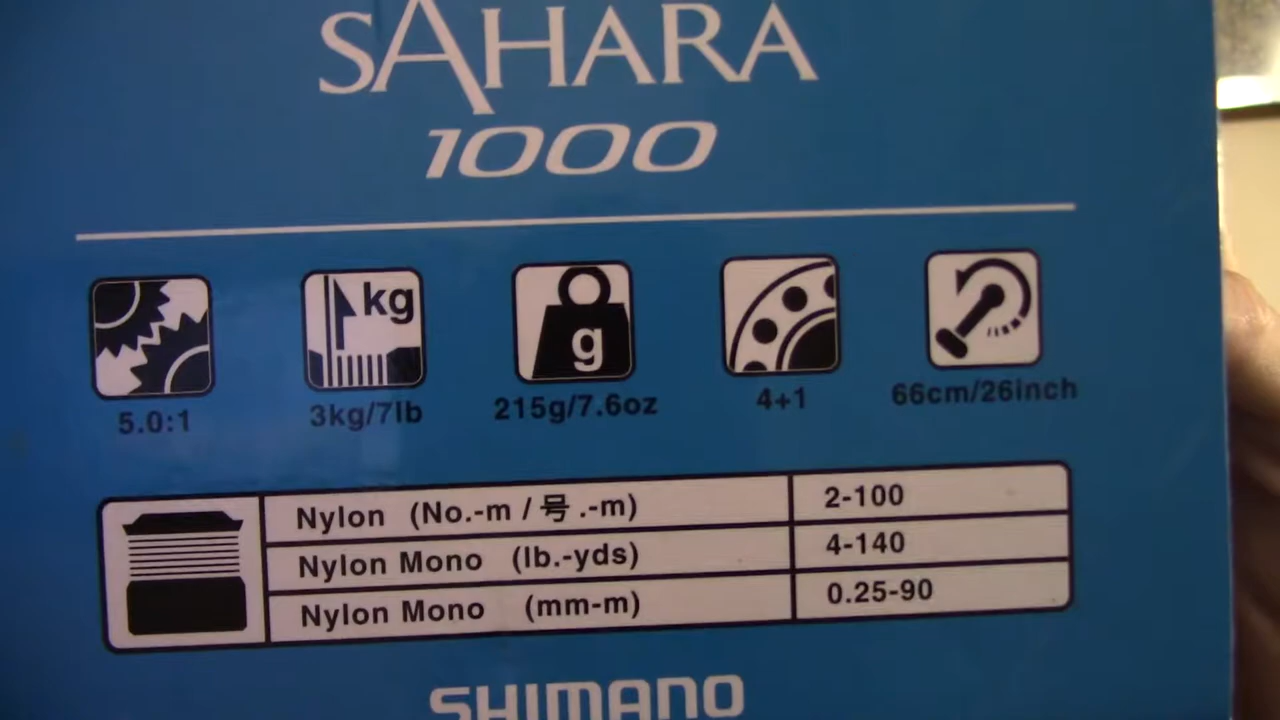 SAHARA
1000
kg
g
5.0:1
3kg/7lb
215g/7.6oz
4+1
66cm/26inch
Nylon (No.-m / 号.-m) 2-100
Nylon Mono (lb.-yds) 4-140
Nylon Mono (mm-m) 0.25-90
SHIMANO